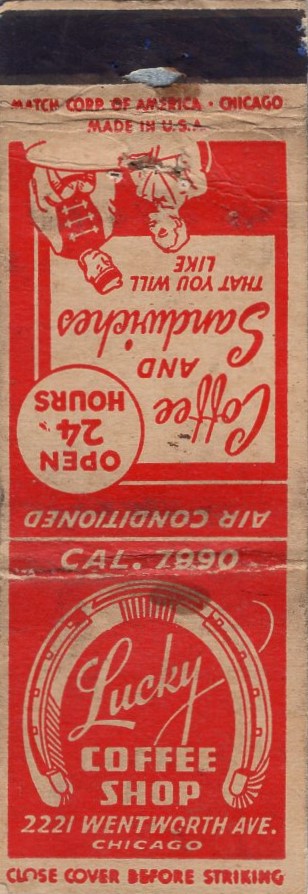 MATCH CORP. OF AMERICA · CHICAGO
MADE IN U.S.A.
AIR CONDITIONED
OPEN
24
HOURS
Coffee
AND
Sandwiches
THAT YOU WILL
LIKE
CAL. 7890
Lucky
COFFEE
SHOP
2221 WENTWORTH AVE.
CHICAGO
CLOSE COVER BEFORE STRIKING